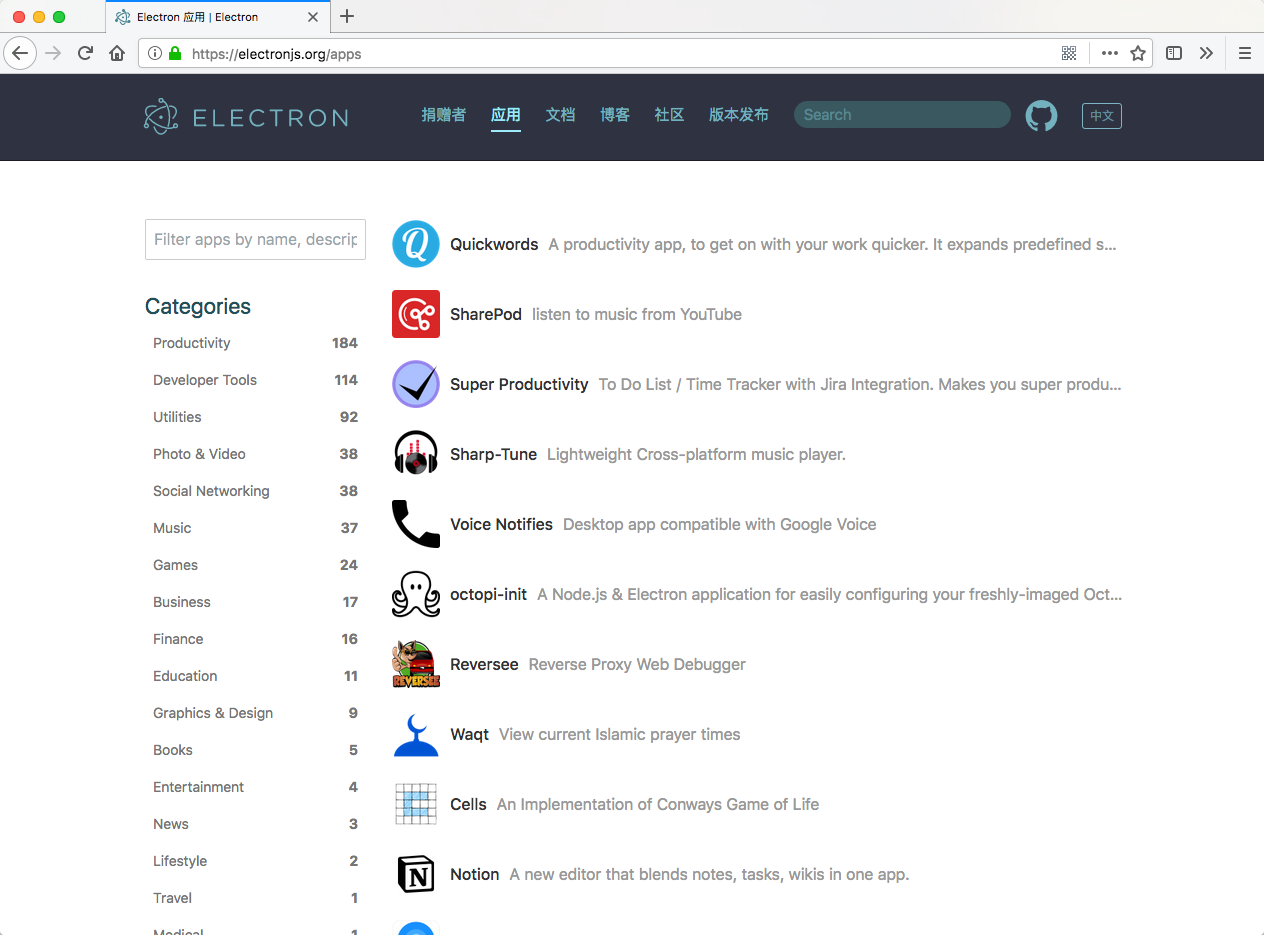 Electron 应用 | Electron
https://electronjs.org/apps
ELECTRON
捐赠者 应用 文档 博客 社区 版本发布 Search 中文
Filter apps by name, descrip
Categories
Productivity 184
Developer Tools 114
Utilities 92
Photo & Video 38
Social Networking 38
Music 37
Games 24
Business 17
Finance 16
Education 11
Graphics & Design 9
Books 5
Entertainment 4
News 3
Lifestyle 2
Travel 1
Medical 1
Quickwords A productivity app, to get on with your work quicker. It expands predefined s...
SharePod listen to music from YouTube
Super Productivity To Do List / Time Tracker with Jira Integration. Makes you super produ...
Sharp-Tune Lightweight Cross-platform music player.
Voice Notifies Desktop app compatible with Google Voice
octopi-init A Node.js & Electron application for easily configuring your freshly-imaged Oct...
REVERSEE
Reversee Reverse Proxy Web Debugger
Waqt View current Islamic prayer times
Cells An Implementation of Conways Game of Life
Notion A new editor that blends notes, tasks, wikis in one app.